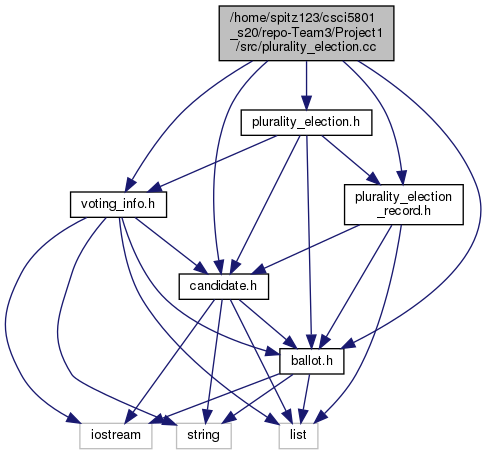 /home/spitz123/csci5801
_s20/repo-Team3/Project1
/src/plurality_election.cc
plurality_election.h
voting_info.h
plurality_election
_record.h
candidate.h
ballot.h
iostream
string
list